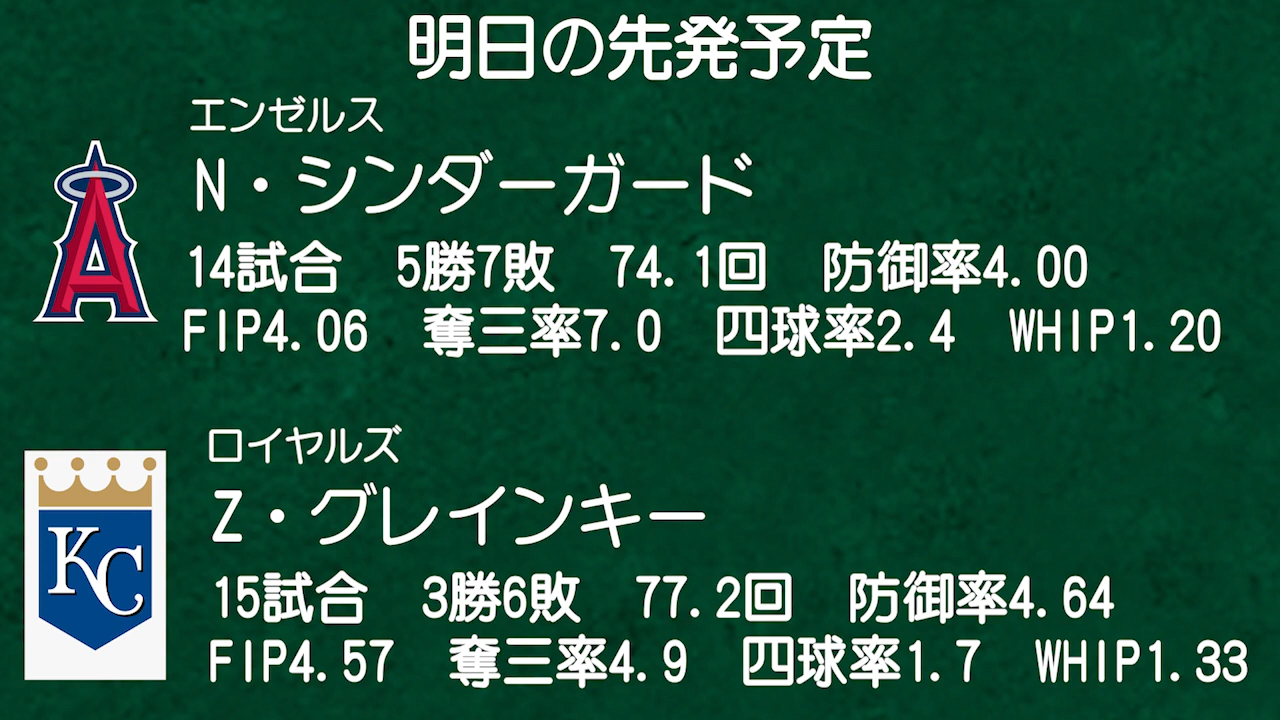 明日の先発予定
エンゼルス
N・シンダーガード
14試合　5勝7敗　74.1回　防御率4.00
FIP4.06　奪三率7.0　四球率2.4　WHIP1.20
ロイヤルズ
Z・グレインキー
15試合　3勝6敗　77.2回　防御率4.64
FIP4.57　奪三率4.9　四球率1.7　WHIP1.33
A
KC